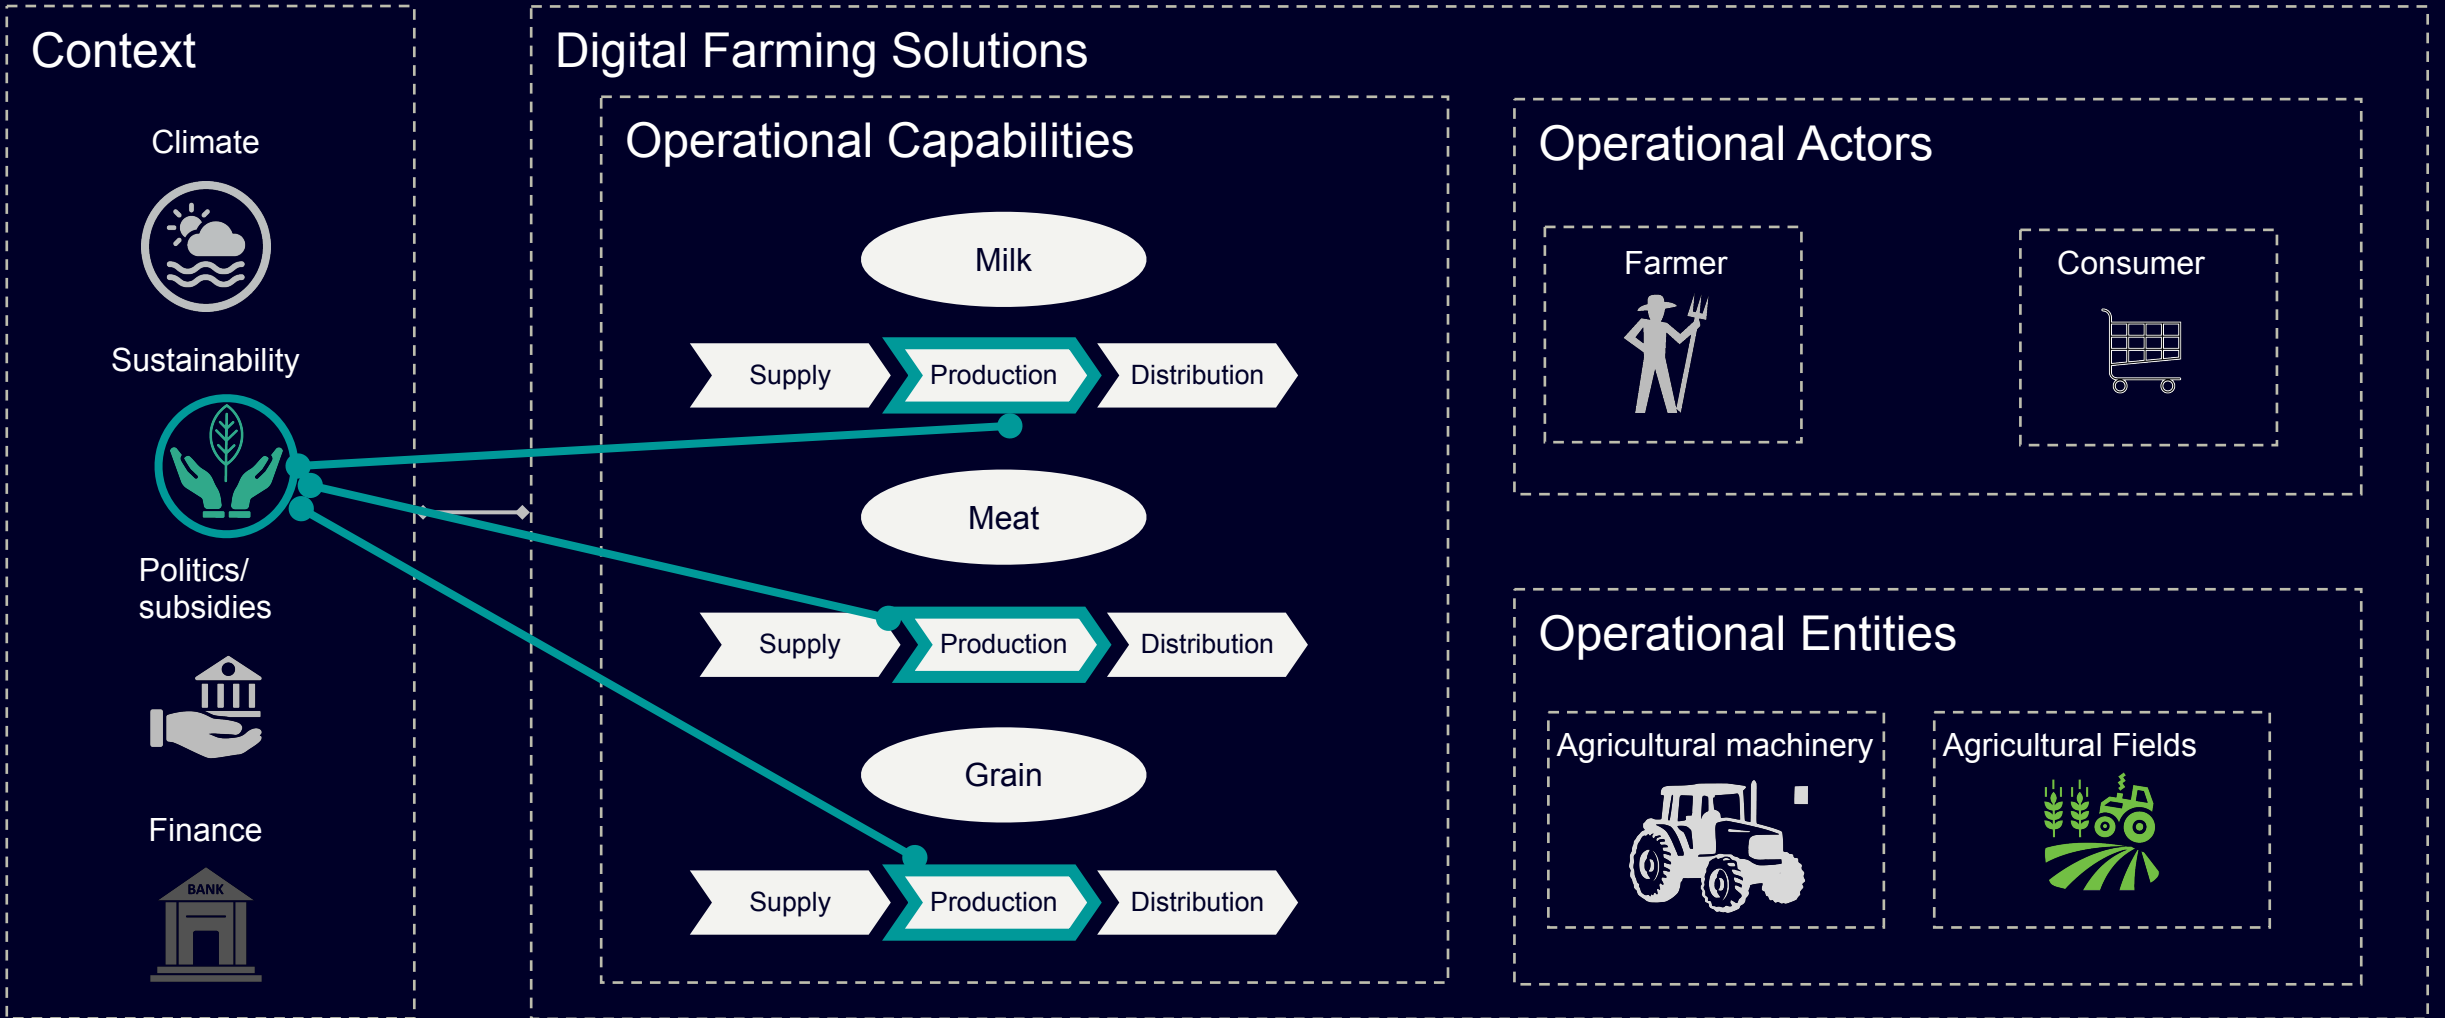 Context
Climate
Sustainability
Politics/
subsidies
Finance
BANK
Digital Farming Solutions
Operational Capabilities
Milk
Supply
Production
Distribution
Meat
Supply
Production
Distribution
Grain
Supply
Production
Distribution
Operational Actors
Farmer
Consumer
Operational Entities
Agricultural machinery
Agricultural Fields